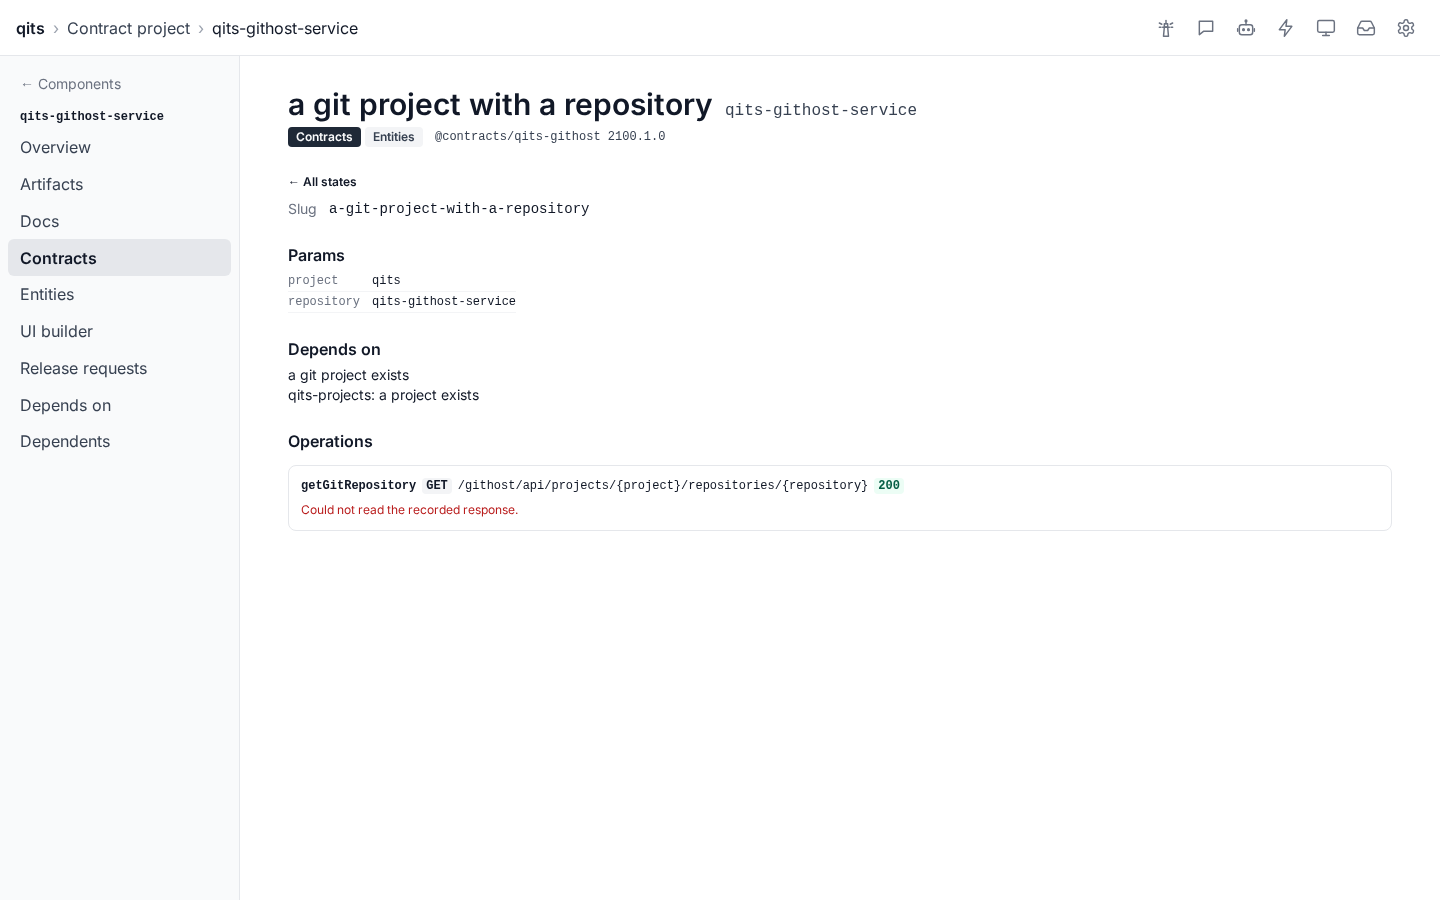 qits › Contract project › qits-githost-service
← Components
qits-githost-service
Overview
Artifacts
Docs
Contracts
Entities
UI builder
Release requests
Depends on
Dependents
a git project with a repository qits-githost-service
Contracts Entities @contracts/qits-githost 2100.1.0
← All states
Slug a-git-project-with-a-repository
Params
project qits
repository qits-githost-service
Depends on
a git project exists
qits-projects: a project exists
Operations
getGitRepository GET /githost/api/projects/{project}/repositories/{repository} 200
Could not read the recorded response.